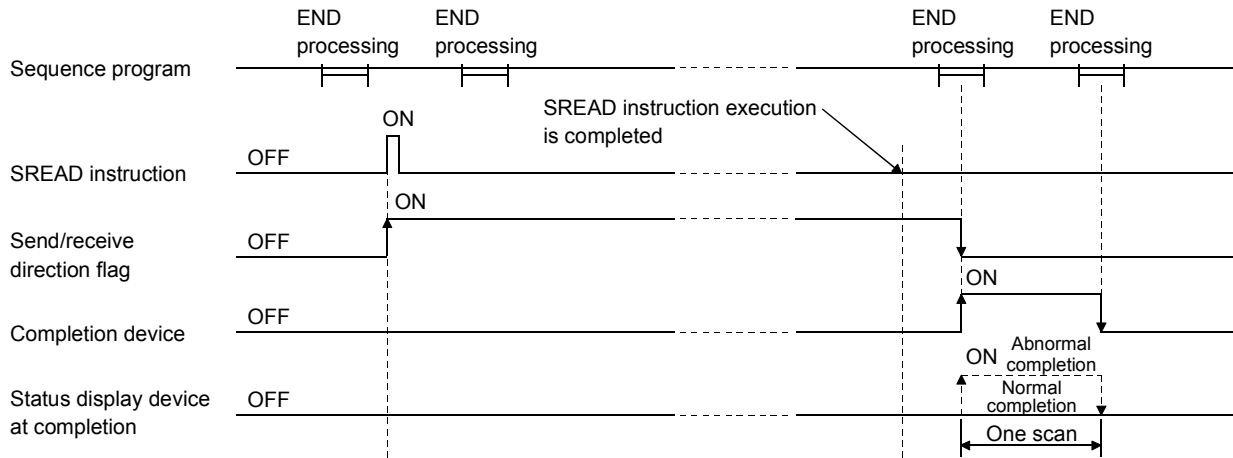 END
processing
END
processing
END
processing
END
processing
Sequence program
SREAD instruction execution
is completed
ON
OFF
SREAD instruction
ON
OFF
Send/receive
direction flag
ON
OFF
Completion device
ON
Abnormal
completion
Normal
completion
OFF
Status display device
at completion
One scan